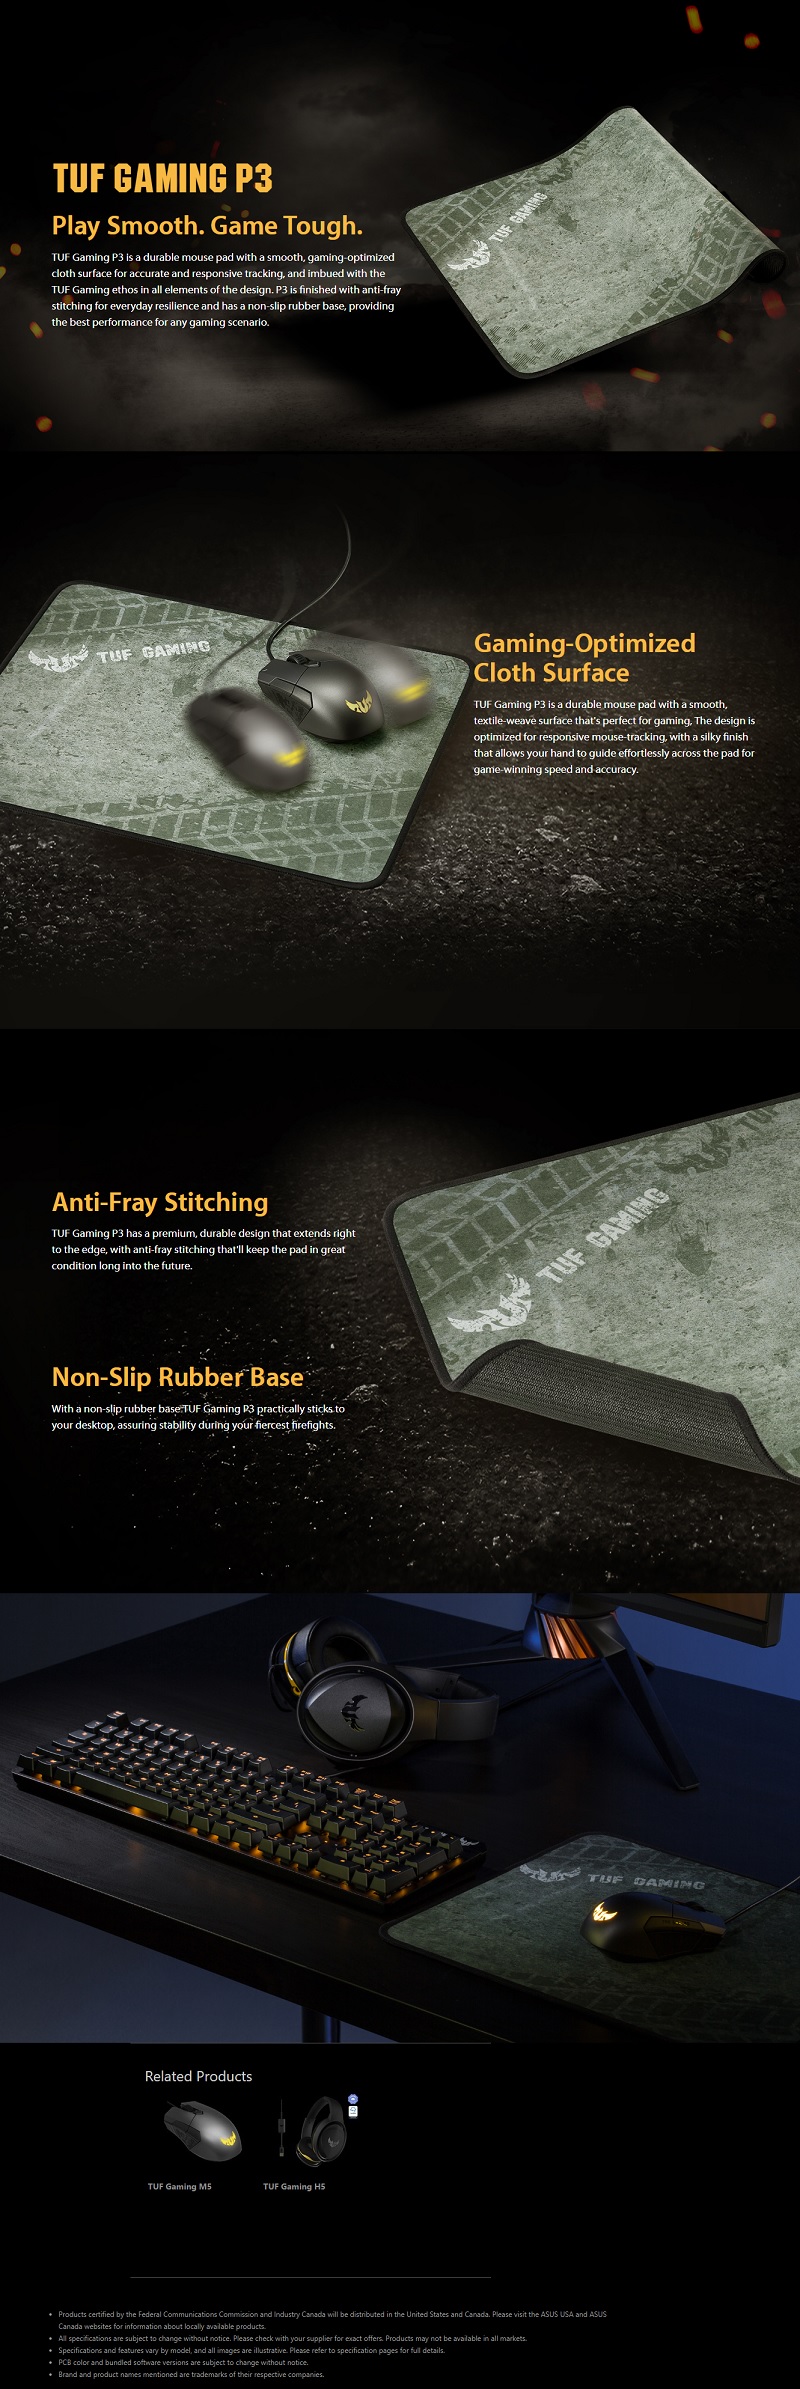 TUF GAMING P3
Play Smooth. Game Tough.
TUF Gaming P3 is a durable mouse pad with a smooth, gaming-optimized
cloth surface for accurate and responsive tracking, and imbued with the
TUF Gaming ethos in all elements of the design. P3 is finished with anti-fray
stitching for everyday resilience and has a non-slip rubber base, providing
the best performance for any gaming scenario.
TUF GAMING
TUF GAMING
Gaming-Optimized
Cloth Surface
TUF Gaming P3 is a durable mouse pad with a smooth,
textile-weave surface that's perfect for gaming, The design is
optimized for responsive mouse-tracking, with a silky finish
that allows your hand to guide effortlessly across the pad for
game-winning speed and accuracy.
Anti-Fray Stitching
TUF Gaming P3 has a premium, durable design that extends right
to the edge, with anti-fray stitching that'll keep the pad in great
condition long into the future.
TUF GAMING
Non-Slip Rubber Base
With a non-slip rubber base.TUF Gaming P3 practically sticks to
your desktop, assuring stability during your fiercest firefights.
TUF GAMING
Related Products
TUF Gaming M5
TUF Gaming H5
• Products certified by the Federal Communications Commission and Industry Canada will be distributed in the United States and Canada. Please visit the ASUS USA and ASUS
Canada websites for information about locally available products.
• All specifications are subject to change without notice. Please check with your supplier for exact offers. Products may not be available in all markets.
• Specifications and features vary by model, and all images are illustrative. Please refer to specification pages for full details.
• PCB color and bundled software versions are subject to change without notice.
• Brand and product names mentioned are trademarks of their respective companies.